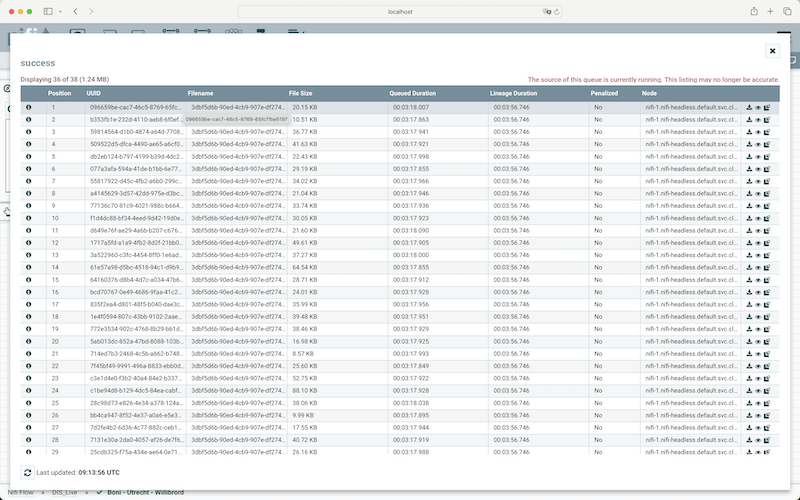 localhost
success
Displaying 36 of 38 (1.24 MB)
The source of this queue is currently running. This listing may no longer be accurate.
Position UUID Filename File Size Queued Duration Lineage Duration Penalized Node
1 096659be-cac7-46c5-8769-65fc... 3dbf5d6b-90ed-4cb9-907e-df274... 20.15 KB 00:03:18.007 00:03:56.746 No nifi-1.nifi-headless.default.svc.cl...
2 b353fb1e-232d-4110-aeb8-6f0ef... 096659be-cac7-46c5-8769-65fc7fbe6197 10.51 KB 00:03:17.863 00:03:56.746 No nifi-1.nifi-headless.default.svc.cl...
3 598145b4-d1b0-4874-a64d-7708... 3dbf5d6b-90ed-4cb9-907e-df274... 36.77 KB 00:03:17.941 00:03:56.746 No nifi-1.nifi-headless.default.svc.cl...
4 509522d5-dfca-4490-ae65-a6cf0... 3dbf5d6b-90ed-4cb9-907e-df274... 41.63 KB 00:03:17.921 00:03:56.746 No nifi-1.nifi-headless.default.svc.cl...
5 db2eb124-b797-4199-b39d-4dc2... 3dbf5d6b-90ed-4cb9-907e-df274... 22.43 KB 00:03:17.998 00:03:56.746 No nifi-1.nifi-headless.default.svc.cl...
6 077a3afa-594a-41de-b1bb-6e77... 3dbf5d6b-90ed-4cb9-907e-df274... 29.19 KB 00:03:17.855 00:03:56.746 No nifi-1.nifi-headless.default.svc.cl...
7 55817922-d45c-4fb2-a6b0-299c... 3dbf5d6b-90ed-4cb9-907e-df274... 34.02 KB 00:03:17.966 00:03:56.746 No nifi-1.nifi-headless.default.svc.cl...
8 a4145629-3d57-42dd-975e-d3bc... 3dbf5d6b-90ed-4cb9-907e-df274... 21.04 KB 00:03:17.946 00:03:56.746 No nifi-1.nifi-headless.default.svc.cl...
9 77136c70-81c9-4021-988c-b664... 3dbf5d6b-90ed-4cb9-907e-df274... 33.74 KB 00:03:17.936 00:03:56.746 No nifi-1.nifi-headless.default.svc.cl...
10 f1d4dc88-bf34-4eed-9d42-19d0e... 3dbf5d6b-90ed-4cb9-907e-df274... 30.05 KB 00:03:17.923 00:03:56.746 No nifi-1.nifi-headless.default.svc.cl...
11 d649e76f-ae29-4a6b-b207-c676... 3dbf5d6b-90ed-4cb9-907e-df274... 21.60 KB 00:03:18.090 00:03:56.746 No nifi-1.nifi-headless.default.svc.cl...
12 1717a5fd-a1a9-4fb2-8d2f-21bb0... 3dbf5d6b-90ed-4cb9-907e-df274... 49.61 KB 00:03:17.905 00:03:56.746 No nifi-1.nifi-headless.default.svc.cl...
13 3a522960-c3fc-4454-8ff0-1e6ad... 3dbf5d6b-90ed-4cb9-907e-df274... 37.27 KB 00:03:18.000 00:03:56.746 No nifi-1.nifi-headless.default.svc.cl...
14 61e57a98-d5bc-4518-94c1-d9b9... 3dbf5d6b-90ed-4cb9-907e-df274... 64.54 KB 00:03:17.855 00:03:56.746 No nifi-1.nifi-headless.default.svc.cl...
15 64160376-d8b4-4d7c-a034-47b6... 3dbf5d6b-90ed-4cb9-907e-df274... 28.71 KB 00:03:17.912 00:03:56.746 No nifi-1.nifi-headless.default.svc.cl...
16 bcd70767-0e49-4686-9faa-41c2... 3dbf5d6b-90ed-4cb9-907e-df274... 24.01 KB 00:03:17.928 00:03:56.746 No nifi-1.nifi-headless.default.svc.cl...
17 835f2ea4-d801-48f5-b040-dae3c... 3dbf5d6b-90ed-4cb9-907e-df274... 35.99 KB 00:03:17.956 00:03:56.746 No nifi-1.nifi-headless.default.svc.cl...
18 1e4f0594-807c-43bb-9102-2aae... 3dbf5d6b-90ed-4cb9-907e-df274... 39.48 KB 00:03:17.951 00:03:56.746 No nifi-1.nifi-headless.default.svc.cl...
19 772e3534-902c-4768-8b29-bb1d... 3dbf5d6b-90ed-4cb9-907e-df274... 38.46 KB 00:03:17.929 00:03:56.746 No nifi-1.nifi-headless.default.svc.cl...
20 5ab013dc-852a-47bd-8088-103b... 3dbf5d6b-90ed-4cb9-907e-df274... 16.98 KB 00:03:17.925 00:03:56.746 No nifi-1.nifi-headless.default.svc.cl...
21 714ed7b3-2468-4c5b-a662-b748... 3dbf5d6b-90ed-4cb9-907e-df274... 8.57 KB 00:03:17.993 00:03:56.746 No nifi-1.nifi-headless.default.svc.cl...
22 7f45bf49-9991-496a-8833-ebb0d... 3dbf5d6b-90ed-4cb9-907e-df274... 25.60 KB 00:03:17.849 00:03:56.746 No nifi-1.nifi-headless.default.svc.cl...
23 c3e1d4e0-f3b2-40a4-84e2-b337... 3dbf5d6b-90ed-4cb9-907e-df274... 52.75 KB 00:03:17.922 00:03:56.746 No nifi-1.nifi-headless.default.svc.cl...
24 c1be94d8-b129-4dc5-84ea-cabf... 3dbf5d6b-90ed-4cb9-907e-df274... 88.10 KB 00:03:17.928 00:03:56.746 No nifi-1.nifi-headless.default.svc.cl...
25 28c98d73-e826-4e34-a378-124a... 3dbf5d6b-90ed-4cb9-907e-df274... 38.06 KB 00:03:18.038 00:03:56.746 No nifi-1.nifi-headless.default.svc.cl...
26 bb4ca947-8f52-4e37-a0a6-e5e3... 3dbf5d6b-90ed-4cb9-907e-df274... 9.99 KB 00:03:17.895 00:03:56.746 No nifi-1.nifi-headless.default.svc.cl...
27 7d2fe4b2-6d36-4c77-882c-ceb1... 3dbf5d6b-90ed-4cb9-907e-df274... 17.55 KB 00:03:17.944 00:03:56.746 No nifi-1.nifi-headless.default.svc.cl...
28 7131e30a-2da0-4057-af26-de7f6... 3dbf5d6b-90ed-4cb9-907e-df274... 40.72 KB 00:03:17.919 00:03:56.746 No nifi-1.nifi-headless.default.svc.cl...
29 25cdb325-f75a-434e-ae64-0e71... 3dbf5d6b-90ed-4cb9-907e-df274... 26.16 KB 00:03:17.988 00:03:56.746 No nifi-1.nifi-headless.default.svc.cl...
Last updated: 09:13:56 UTC
Nifi Flow » DIS_Live » Boni - Utrecht - Willibrord